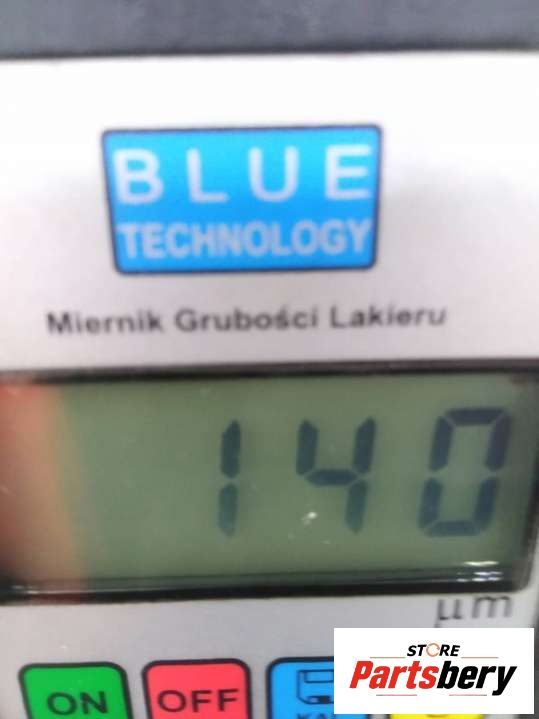 BLUE
TECHNOLOGY
Miernik Grubości Lakieru
140
µm
STORE
Partsbery
ON
OFF